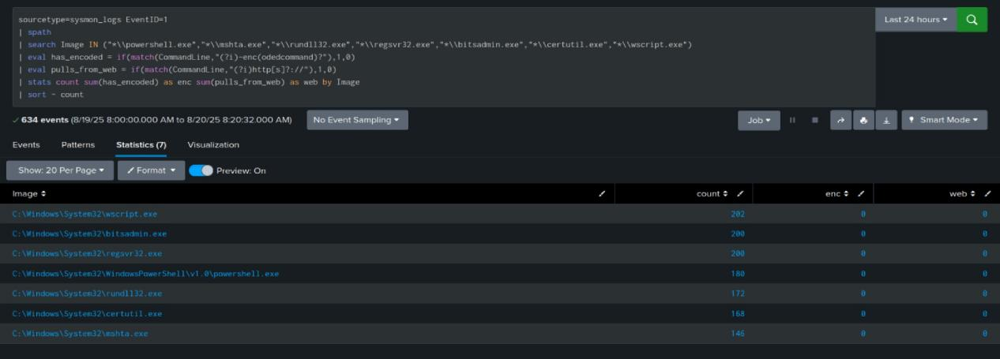 sourcetype=sysmon_logs EventID=1
| spath
| search Image IN ("*\\powershell.exe","*\\mshta.exe","*\\rundll32.exe","*\\regsvr32.exe","*\\bitsadmin.exe","*\\certutil.exe","*\\wscript.exe")
| eval has_encoded = if(match(CommandLine,"(?i)-enc(odedcommand)?"),1,0)
| eval pulls_from_web = if(match(CommandLine,"(?i)http[s]?://"),1,0)
| stats count sum(has_encoded) as enc sum(pulls_from_web) as web by Image
| sort - count
Last 24 hours
634 events (8/19/25 8:00:00.000 AM to 8/20/25 8:20:32.000 AM) No Event Sampling Job Smart Mode
Events Patterns Statistics (7) Visualization
Show: 20 Per Page Format Preview: On
Image count enc web
C:\Windows\System32\wscript.exe 202 0 0
C:\Windows\System32\bitsadmin.exe 200 0 0
C:\Windows\System32\regsvr32.exe 200 0 0
C:\Windows\System32\WindowsPowerShell\v1.0\powershell.exe 180 0 0
C:\Windows\System32\rundll32.exe 172 0 0
C:\Windows\System32\certutil.exe 168 0 0
C:\Windows\System32\mshta.exe 146 0 0